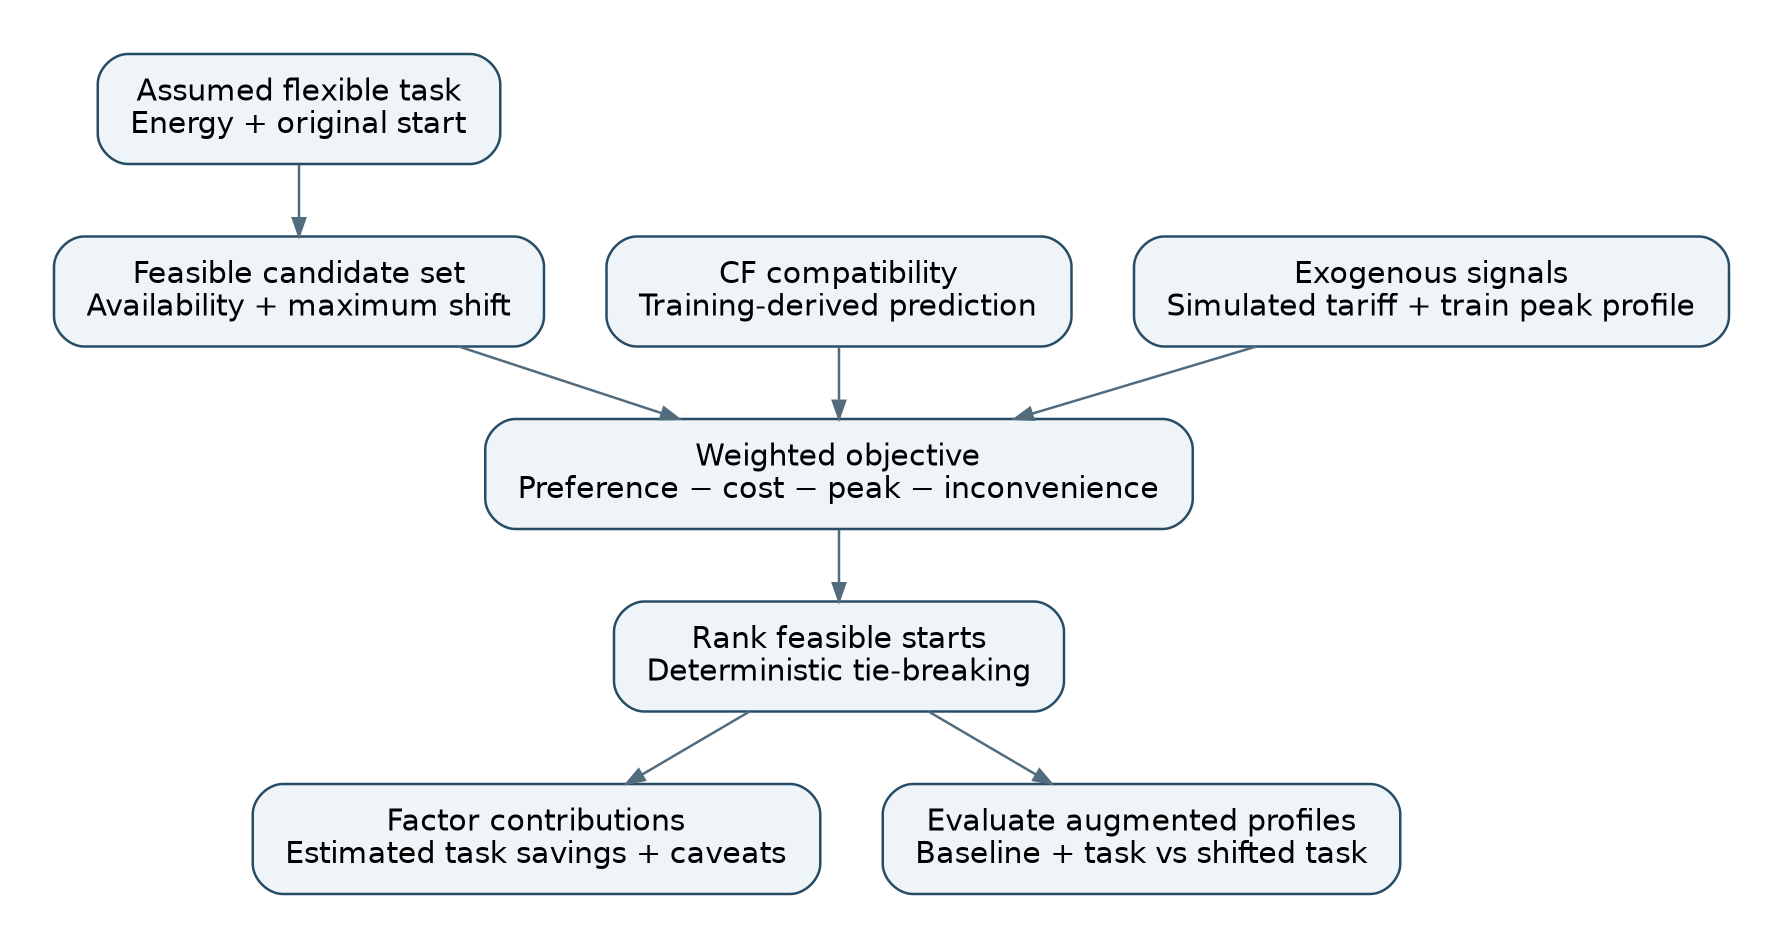 Assumed flexible task
Energy + original start
Feasible candidate set
Availability + maximum shift
CF compatibility
Training-derived prediction
Exogenous signals
Simulated tariff + train peak profile
Weighted objective
Preference − cost − peak − inconvenience
Rank feasible starts
Deterministic tie-breaking
Factor contributions
Estimated task savings + caveats
Evaluate augmented profiles
Baseline + task vs shifted task